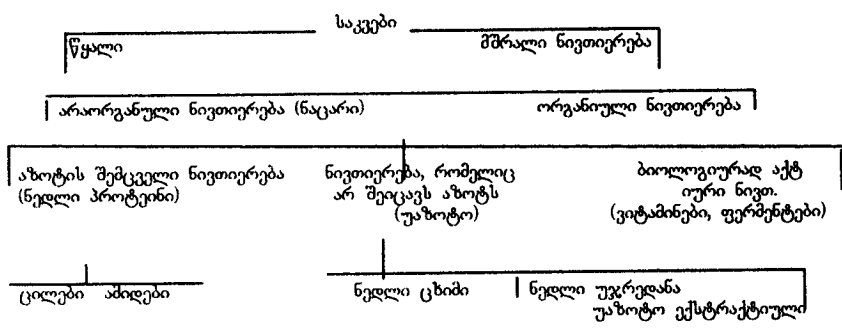 საკვები
წყალი მშრალი ნივთიერება
არაორგანული ნივთიერება (ნაცარი) ორგანიული ნივთიერება
აზოტის შემცველი ნივთიერება ნივთიერება, რომელიც ბიოლოგიურად აქტ
(ნედლი პროტეინი) არ შეიცავს აზოტს იური ნივთ.
(უაზოტო) (ვიტამინები, ფერმენტები)
ცილები ამიდები ნედლი ცხიმი ნედლი უჯრედანა
უაზოტო ექსტრაქტიული